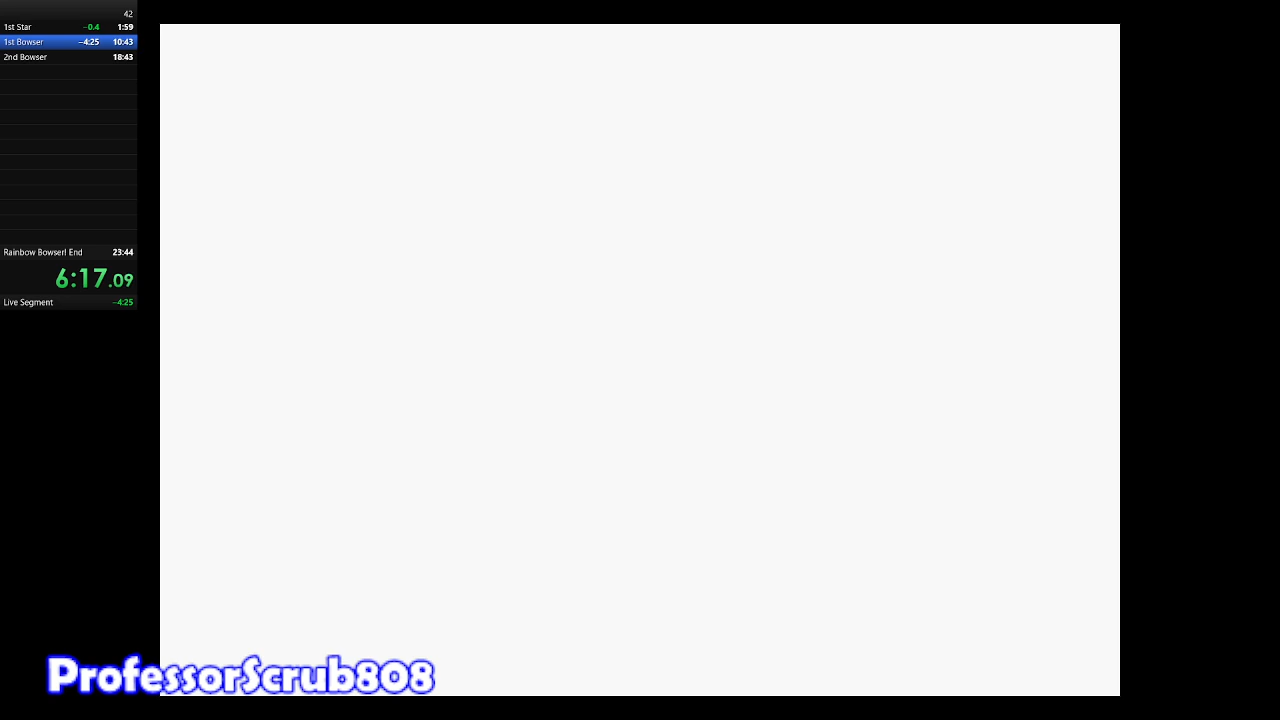 42
1st Star −0.4 1:59
1st Bowser −4:25 10:43
2nd Bowser 18:43
Rainbow Bowser! End 23:44
6:17.09
Live Segment −4:25
ProfessorScrub808